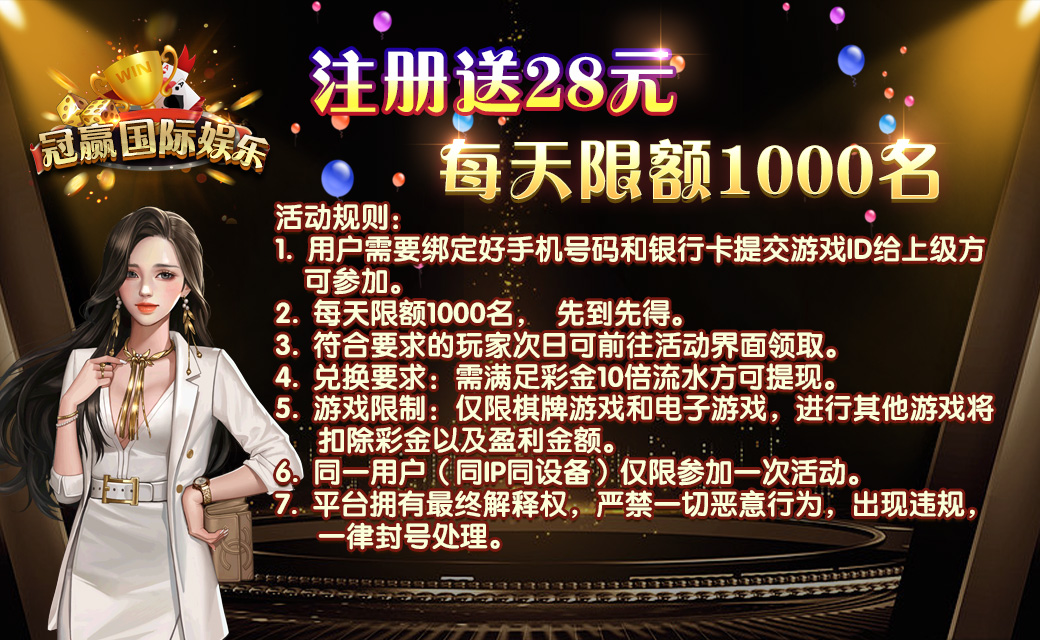 WIN
冠赢国际娱乐
注册送28元
每天限额1000名
活动规则:
1. 用户需要绑定好手机号码和银行卡提交游戏ID给上级方
可参加。
2. 每天限额1000名， 先到先得。
3. 符合要求的玩家次日可前往活动界面领取。
4. 兑换要求：需满足彩金10倍流水方可提现。
5. 游戏限制：仅限棋牌游戏和电子游戏，进行其他游戏将
扣除彩金以及盈利金额。
6. 同一用户（同IP同设备）仅限参加一次活动。
7. 平台拥有最终解释权，严禁一切恶意行为，出现违规，
一律封号处理。